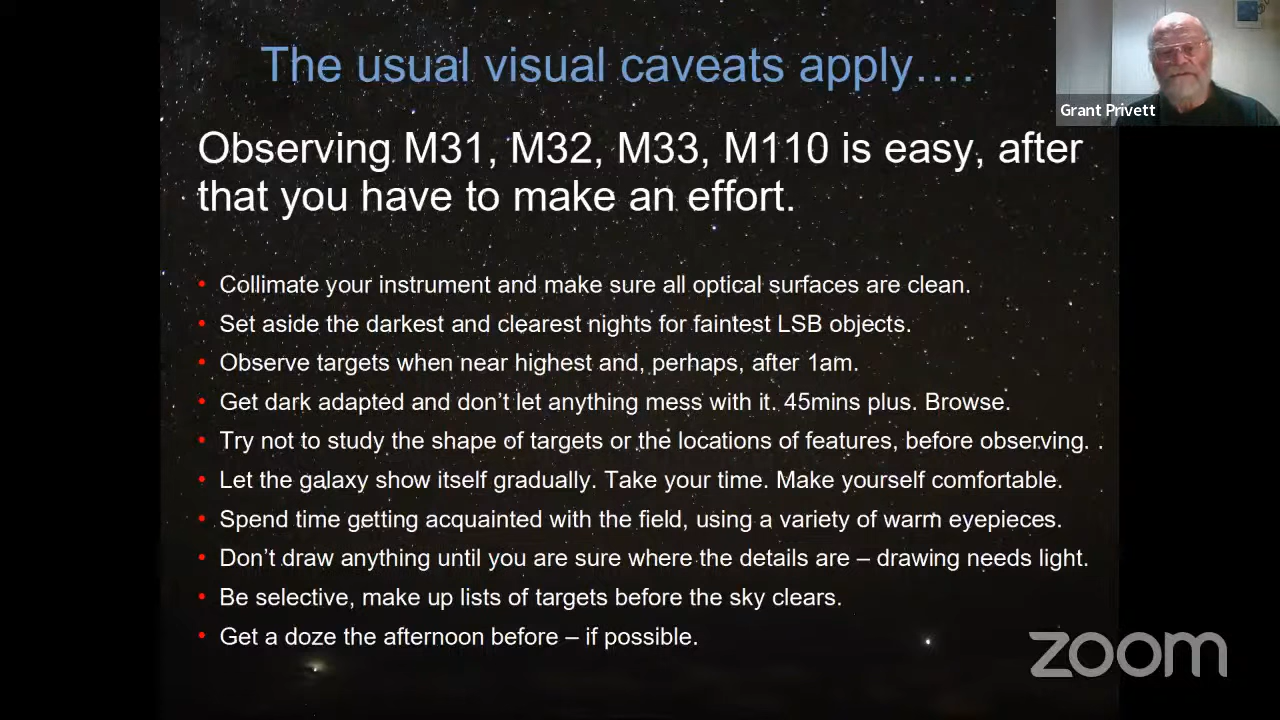 The usual visual caveats apply….
Grant Privett
Observing M31, M32, M33, M110 is easy, after
that you have to make an effort.
• Collimate your instrument and make sure all optical surfaces are clean.
• Set aside the darkest and clearest nights for faintest LSB objects.
• Observe targets when near highest and, perhaps, after 1am.
• Get dark adapted and don’t let anything mess with it. 45mins plus. Browse.
• Try not to study the shape of targets or the locations of features, before observing. .
• Let the galaxy show itself gradually. Take your time. Make yourself comfortable.
• Spend time getting acquainted with the field, using a variety of warm eyepieces.
• Don’t draw anything until you are sure where the details are – drawing needs light.
• Be selective, make up lists of targets before the sky clears.
• Get a doze the afternoon before – if possible.
zoom